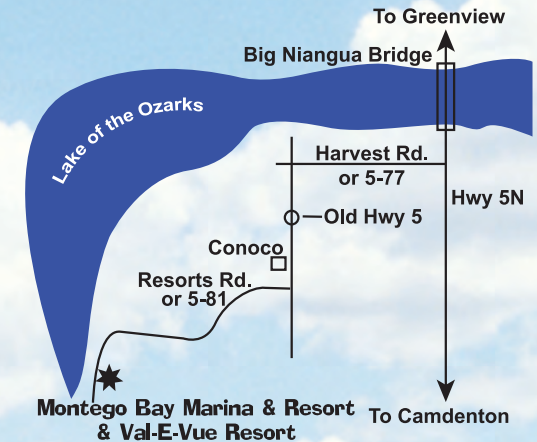 To Greenview
Big Niangua Bridge
Lake of the Ozarks
Harvest Rd.
or 5-77
Hwy 5N
Old Hwy 5
Conoco
Resorts Rd.
or 5-81
Montego Bay Marina & Resort
& Val-E-Vue Resort
To Camdenton